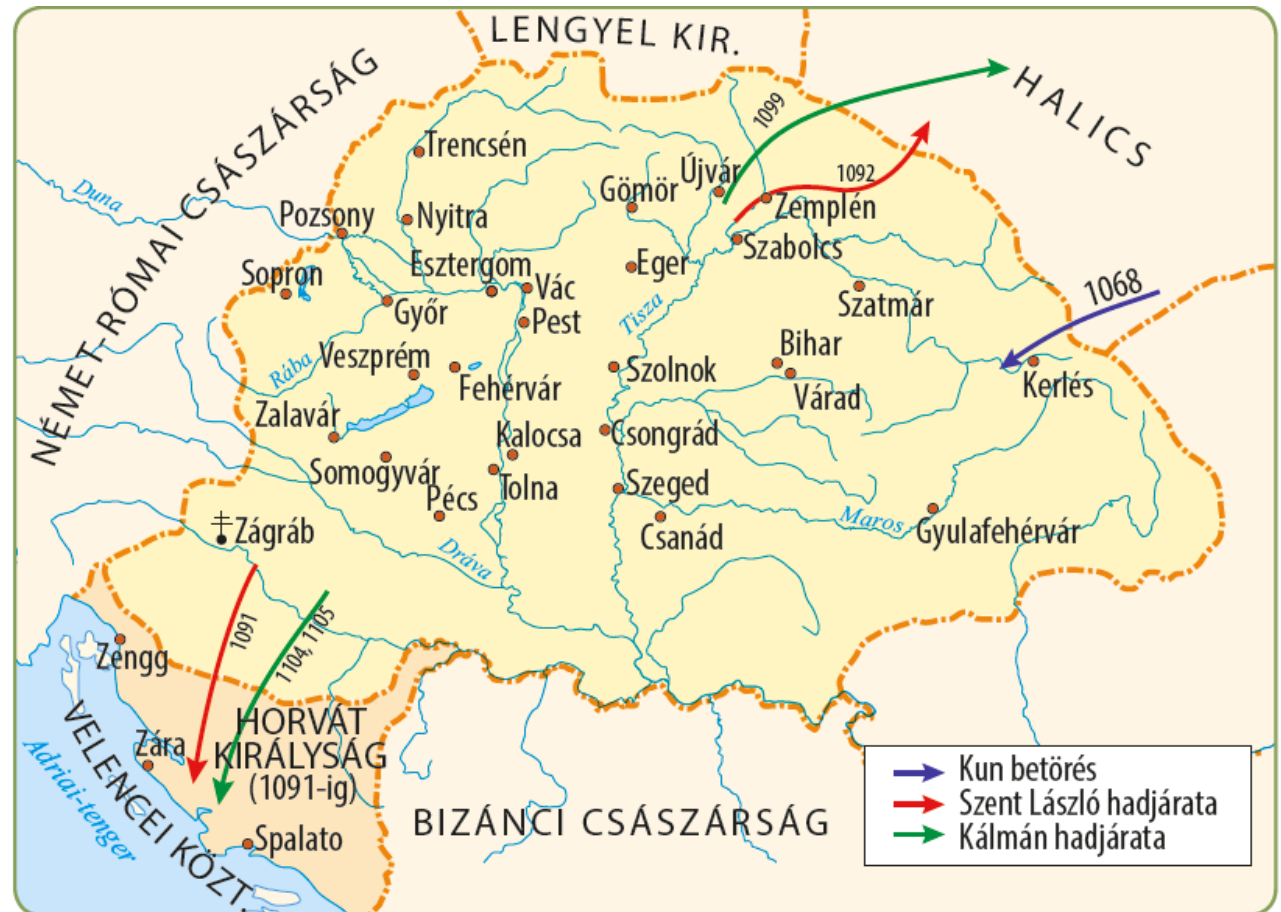 LENGYEL KIR.
HALICS
NÉMET-RÓMAI CSÁSZÁRSÁG
1099
1092
Trencsén
Újvár
Gömör
Zemplén
Duna
Pozsony
Nyitra
Szabolcs
Sopron
Esztergom
Eger
Vác
Szatmár
1068
Győr
Pest
Tisza
Rába
Veszprém
Fehérvár
Szolnok
Bihar
Várad
Kerlés
Zalavár
Kalocsa
Csongrád
Somogyvár
Tolna
Szeged
Pécs
Csanád
Maros
Gyulafehérvár
Zágráb
Dráva
1091
1104, 1105
Zengg
VELENCEI KÖZT.
Adriai-tenger
Zára
HORVÁT
KIRÁLYSÁG
(1091-ig)
Spalato
BIZÁNCI CSÁSZÁRSÁG
Kun betörés
Szent László hadjárata
Kálmán hadjárata